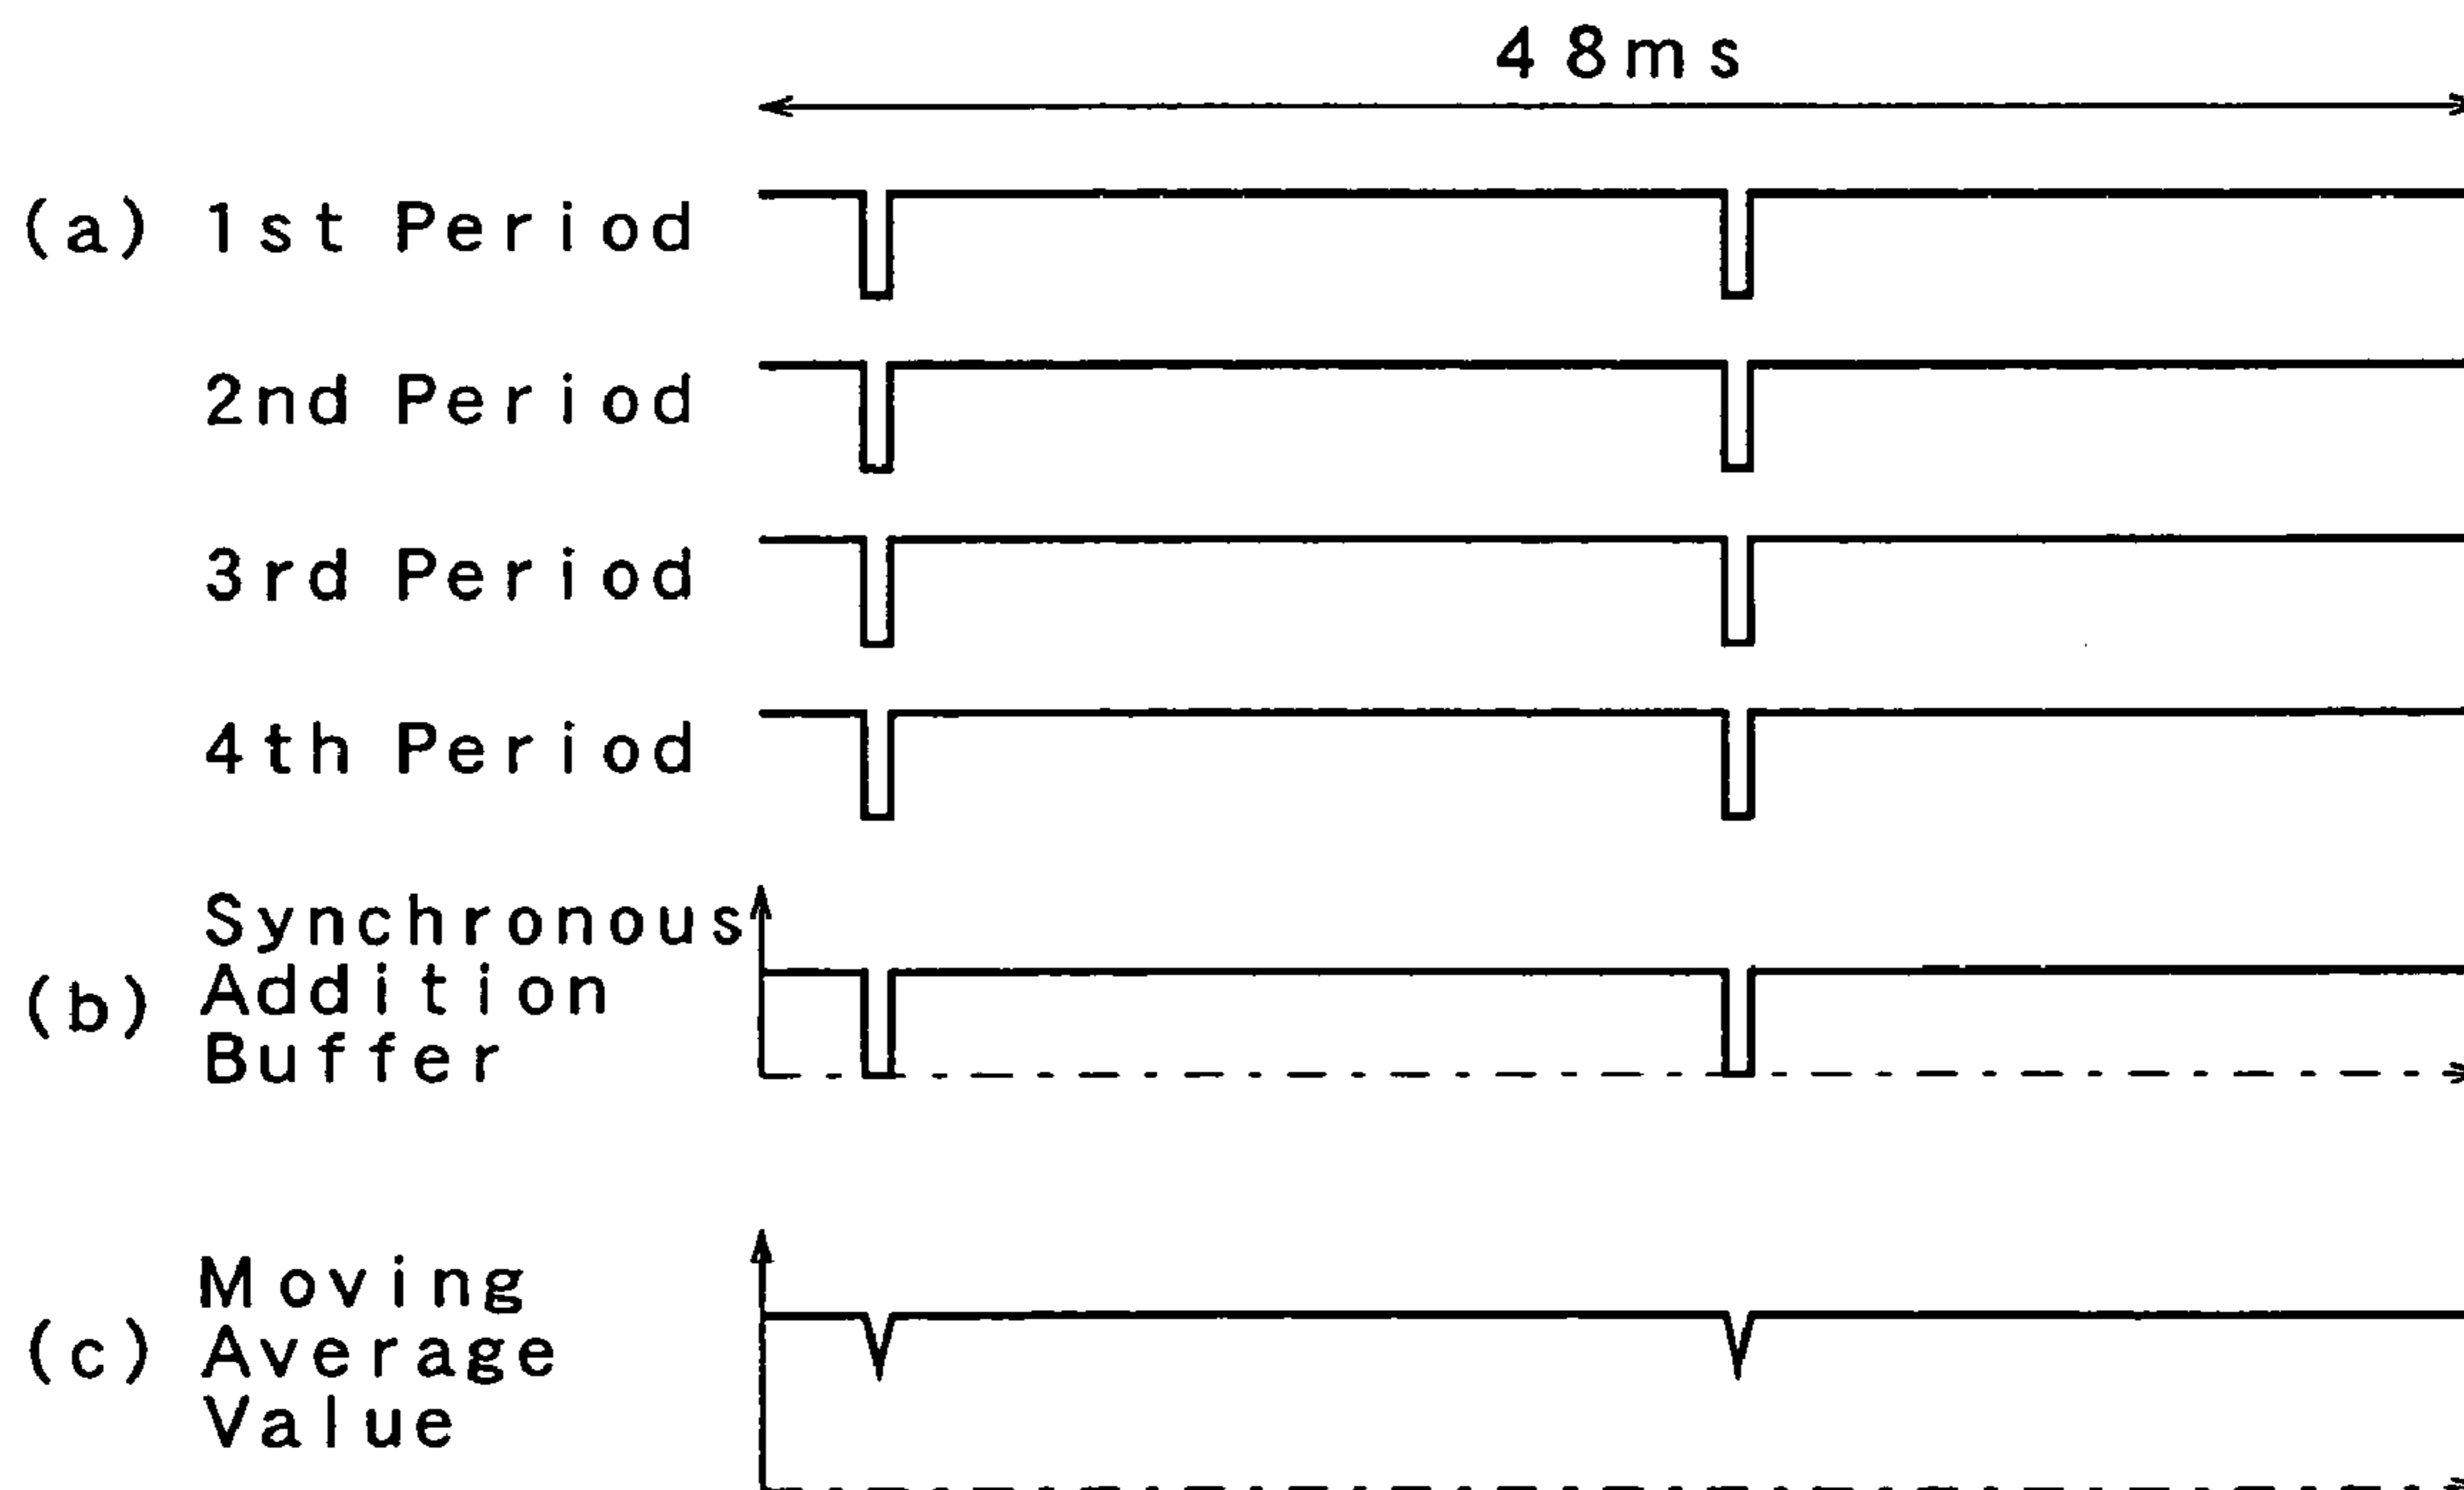 48ms
(a) 1st Period
2nd Period
3rd Period
4th Period
Synchronous
(b) Addition
Buffer
Moving
(c) Average
Value